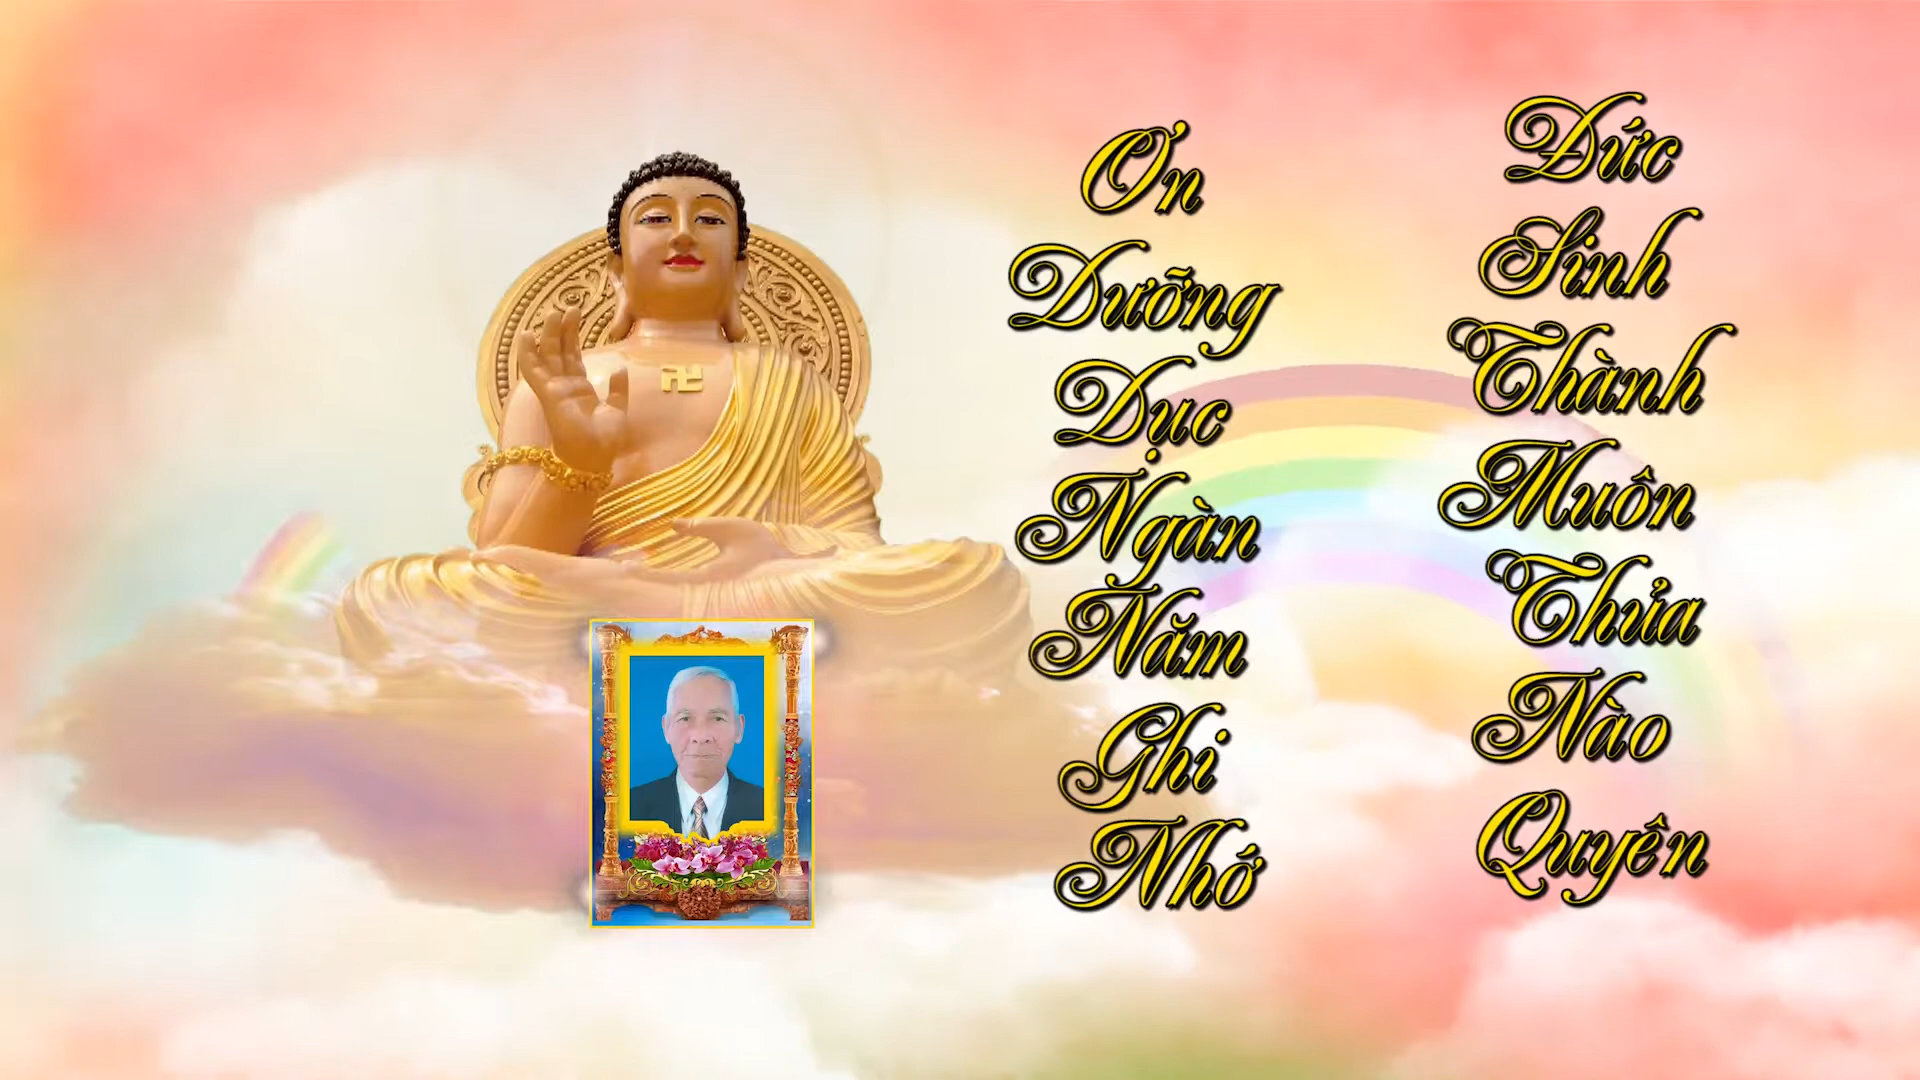 Ơn
Dưỡng
Dục
Ngàn
Năm
Ghi
Nhớ
Đức
Sinh
Thành
Muôn
Thủa
Nào
Quyên